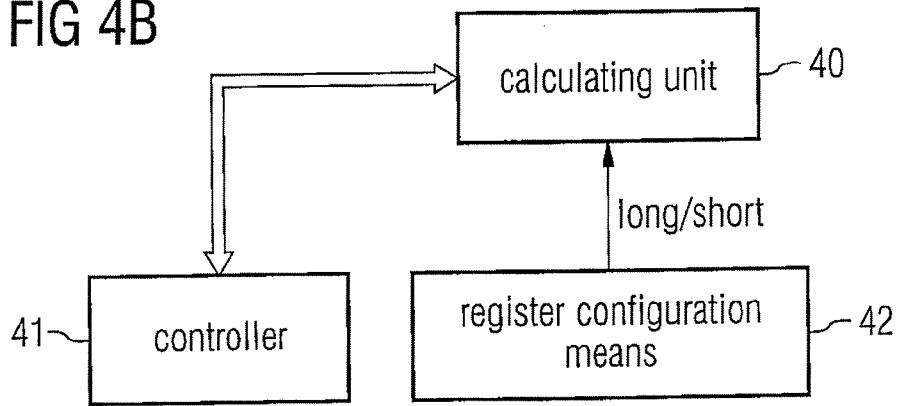 FIG 4B
calculating unit
40
long/short
41
controller
register configuration
means
42